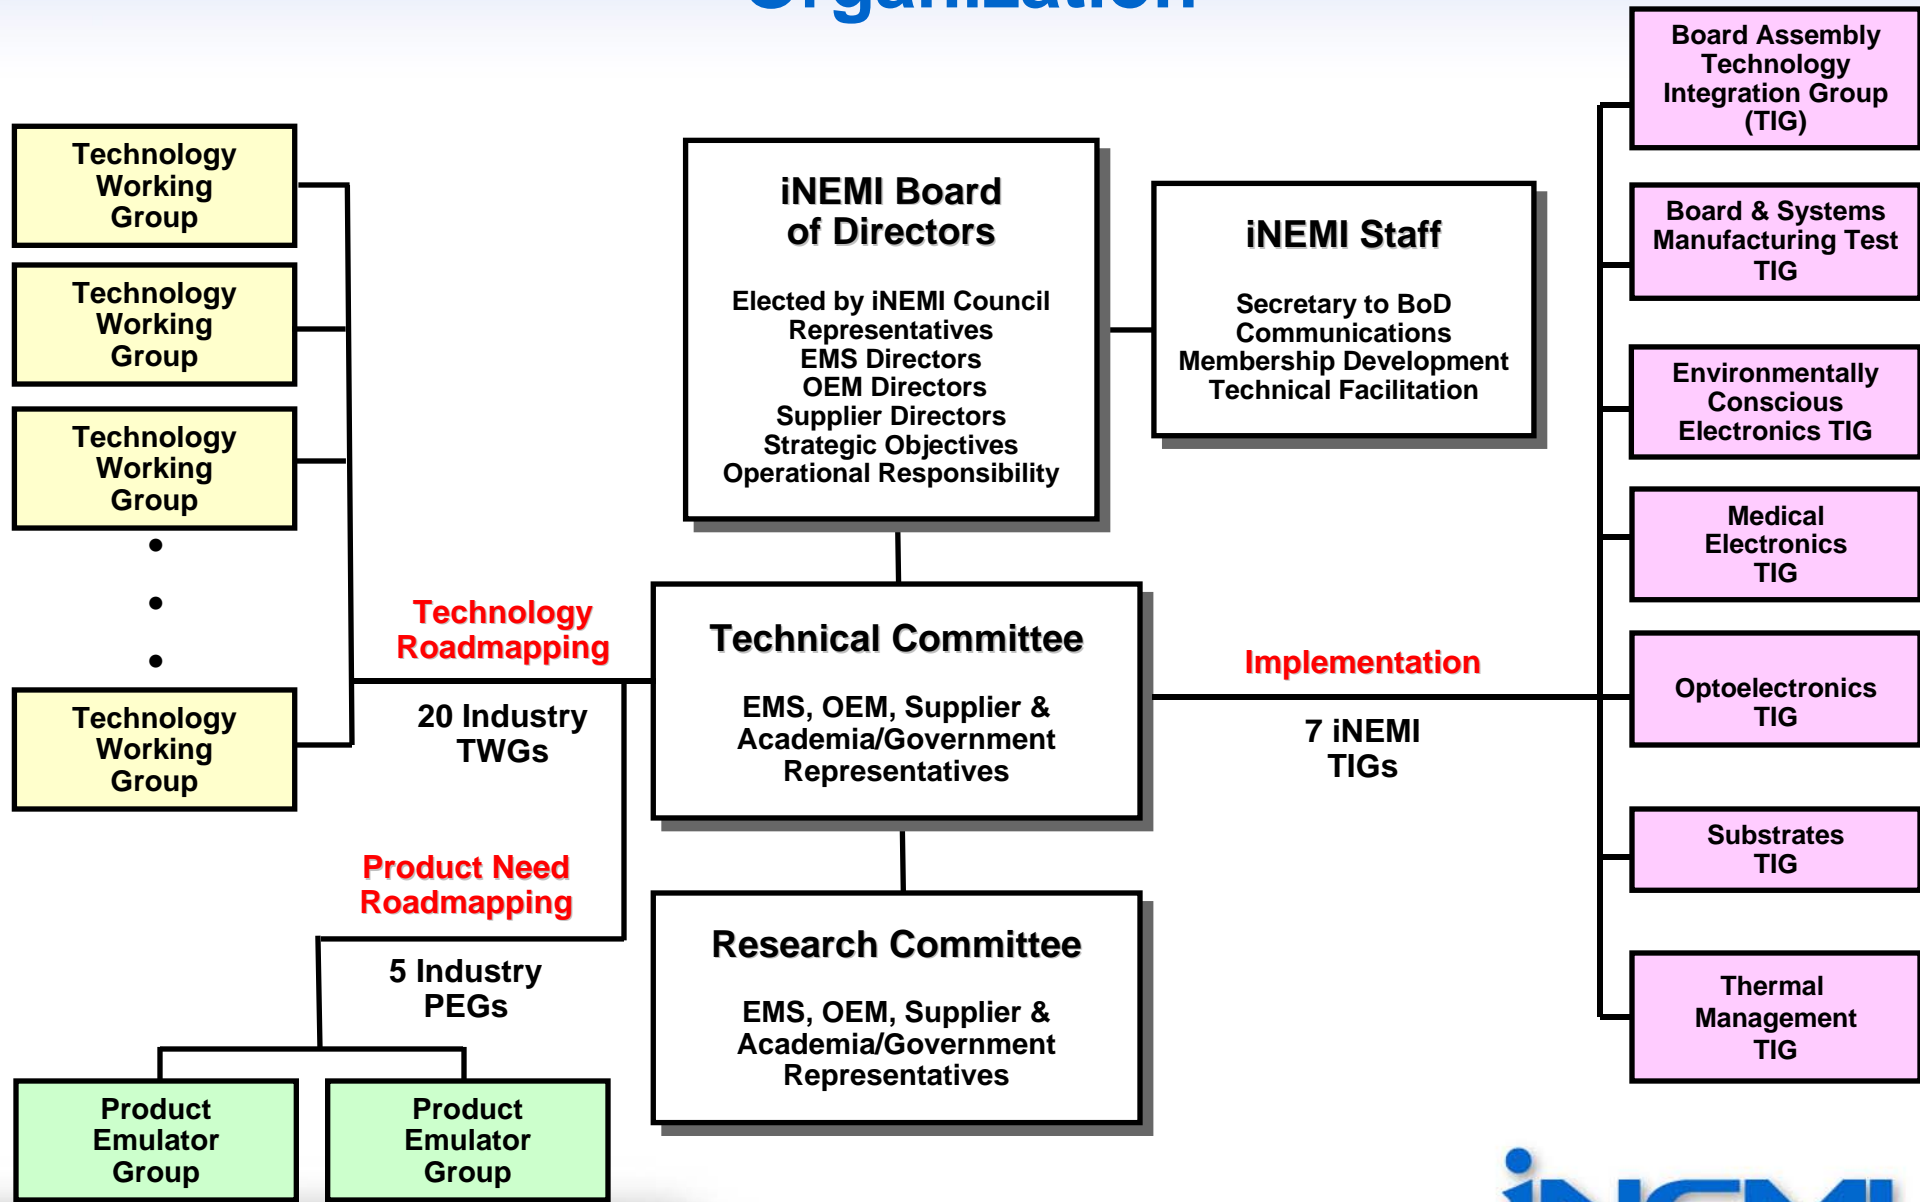 Organization
Board Assembly
Technology
Integration Group
(TIG)
Technology
Working
Group
iNEMI Board
of Directors
Elected by iNEMI Council
Representatives
EMS Directors
OEM Directors
Supplier Directors
Strategic Objectives
Operational Responsibility
iNEMI Staff
Secretary to BoD
Communications
Membership Development
Technical Facilitation
Board & Systems
Manufacturing Test
TIG
Technology
Working
Group
Environmentally
Conscious
Electronics TIG
Technology
Working
Group
Medical
Electronics
TIG
•
•
•
Technology
Roadmapping
20 Industry
TWGs
Technical Committee
EMS, OEM, Supplier &
Academia/Government
Representatives
Implementation
7 iNEMI
TIGs
Optoelectronics
TIG
Technology
Working
Group
Substrates
TIG
Product Need
Roadmapping
5 Industry
PEGs
Research Committee
EMS, OEM, Supplier &
Academia/Government
Representatives
Thermal
Management
TIG
Product
Emulator
Group
Product
Emulator
Group
iNEMI